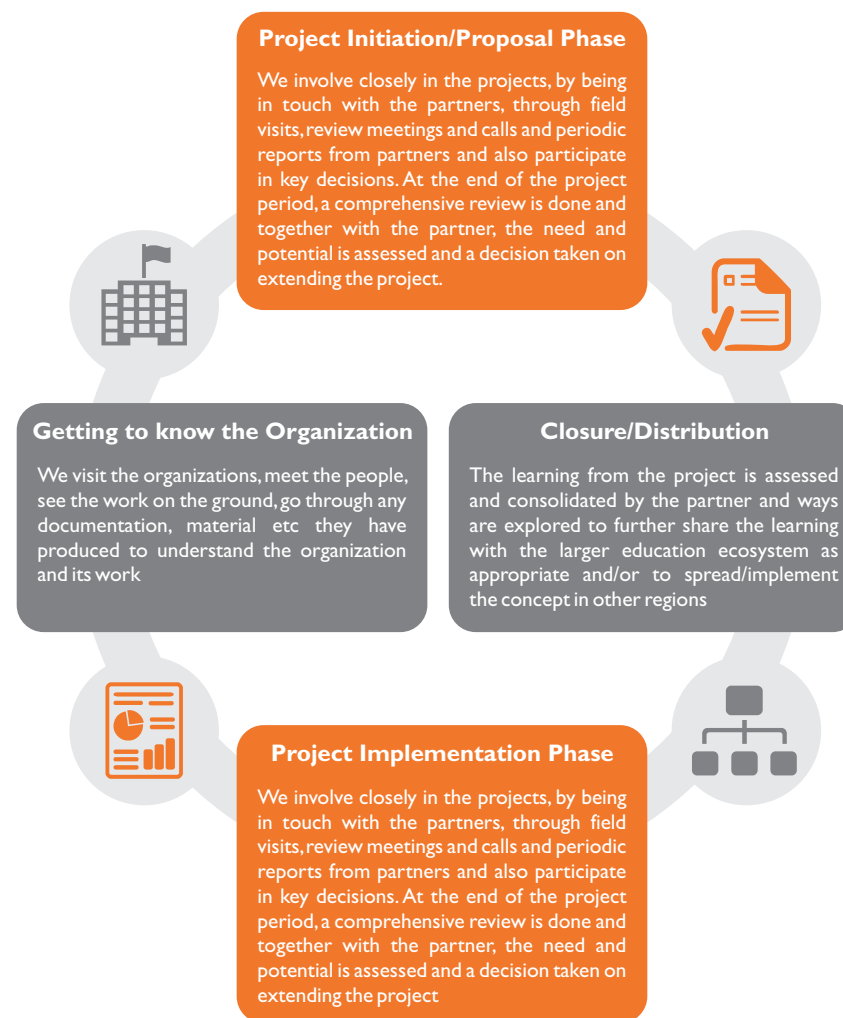 Project Initiation/Proposal Phase
We involve closely in the projects, by being
in touch with the partners, through field
visits, review meetings and calls and periodic
reports from partners and also participate
in key decisions. At the end of the project
period, a comprehensive review is done and
together with the partner, the need and
potential is assessed and a decision taken on
extending the project.
Getting to know the Organization
We visit the organizations, meet the people,
see the work on the ground, go through any
documentation, material etc they have
produced to understand the organization
and its work
Closure/Distribution
The learning from the project is assessed
and consolidated by the partner and ways
are explored to further share the learning
with the larger education ecosystem as
appropriate and/or to spread/implement
the concept in other regions
Project Implementation Phase
We involve closely in the projects, by being
in touch with the partners, through field
visits, review meetings and calls and periodic
reports from partners and also participate
in key decisions. At the end of the project
period, a comprehensive review is done and
together with the partner, the need and
potential is assessed and a decision taken on
extending the project